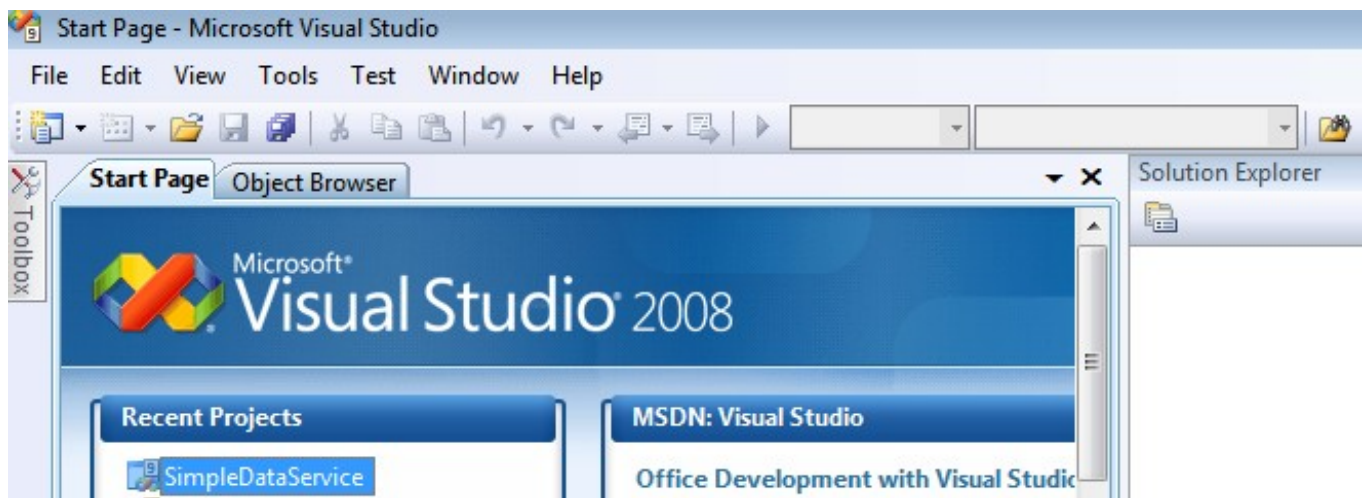 Start Page - Microsoft Visual Studio
File Edit View Tools Test Window Help
Toolbox
Start Page Object Browser
Solution Explorer
Microsoft®
Visual Studio® 2008
Recent Projects
MSDN: Visual Studio
SimpleDataService
Office Development with Visual Studi